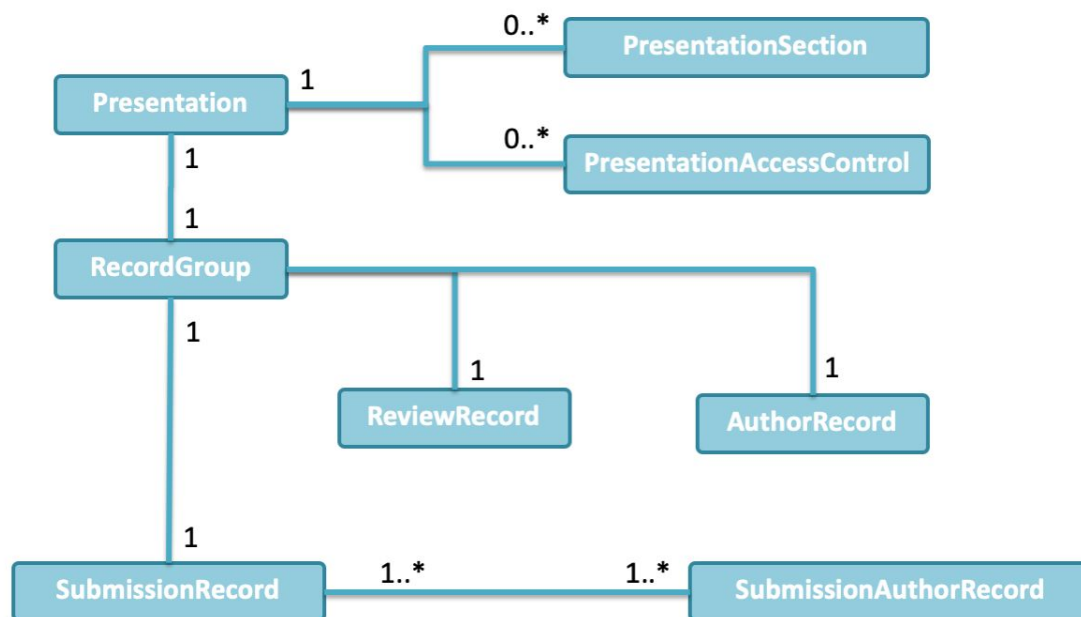 0..*
PresentationSection
1
Presentation
0..*
1
PresentationAccessControl
1
RecordGroup
1
1
1
ReviewRecord
AuthorRecord
1
1..*
1..*
SubmissionRecord
SubmissionAuthorRecord